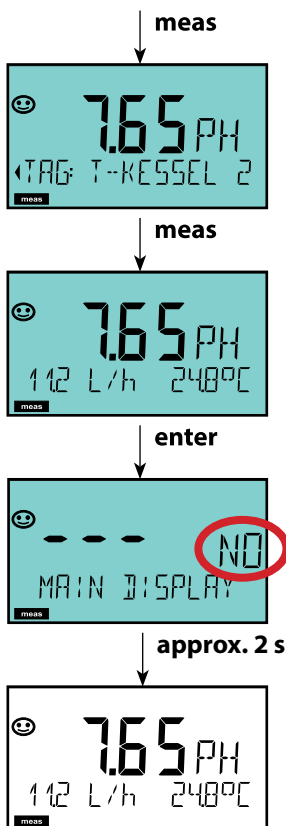 meas
7.65 PH
TAG: T-KESSEL 2
meas
meas
7.65 PH
11.2 L/h 24.8°C
meas
enter
--- NO
MAIN DISPLAY
meas
approx. 2 s
7.65 PH
11.2 L/h 24.8°C
meas